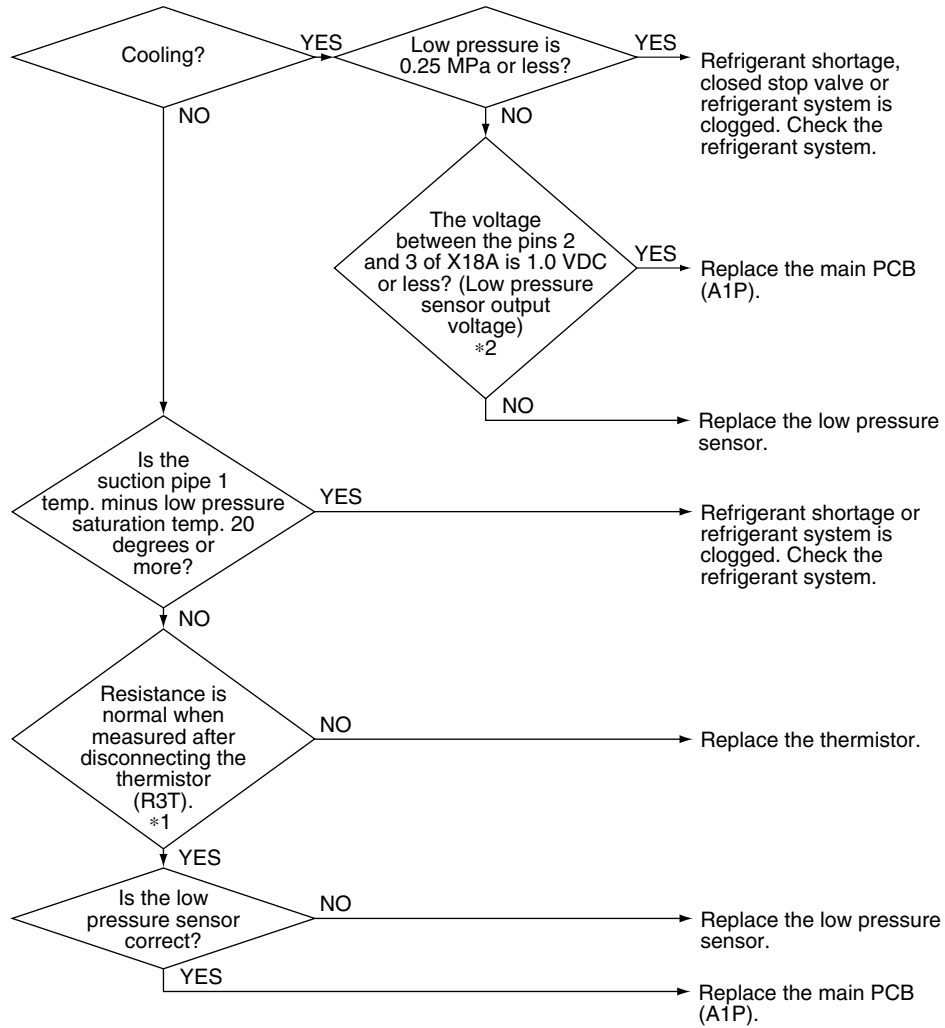 Cooling?
YES
Low pressure is
0.25 MPa or less?
YES
Refrigerant shortage,
closed stop valve or
refrigerant system is
clogged. Check the
refrigerant system.
NO
NO
The voltage
between the pins 2
and 3 of X18A is 1.0 VDC
or less? (Low pressure
sensor output
voltage)
*2
YES
Replace the main PCB
(A1P).
NO
Replace the low pressure
sensor.
Is the
suction pipe 1
temp. minus low pressure
saturation temp. 20
degrees or
more?
YES
Refrigerant shortage or
refrigerant system is
clogged. Check the
refrigerant system.
NO
Resistance is
normal when
measured after
disconnecting the
thermistor
(R3T).
*1
NO
Replace the thermistor.
YES
Is the low
pressure sensor
correct?
NO
Replace the low pressure
sensor.
YES
Replace the main PCB
(A1P).